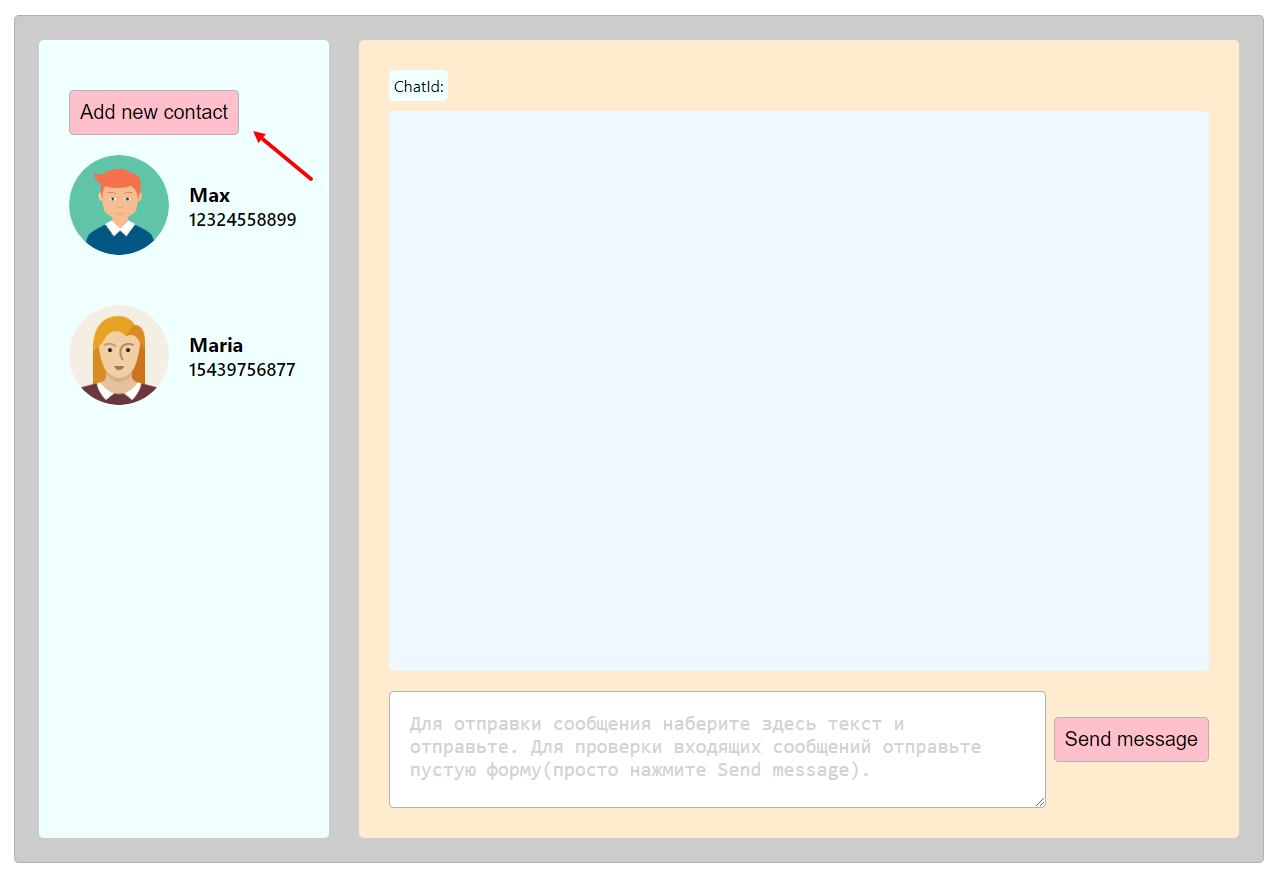 Add new contact
Max
12324558899
Maria
15439756877
ChatId:
Для отправки сообщения наберите здесь текст и
отправьте. Для проверки входящих сообщений отправьте
пустую форму(просто нажмите Send message).
Send message